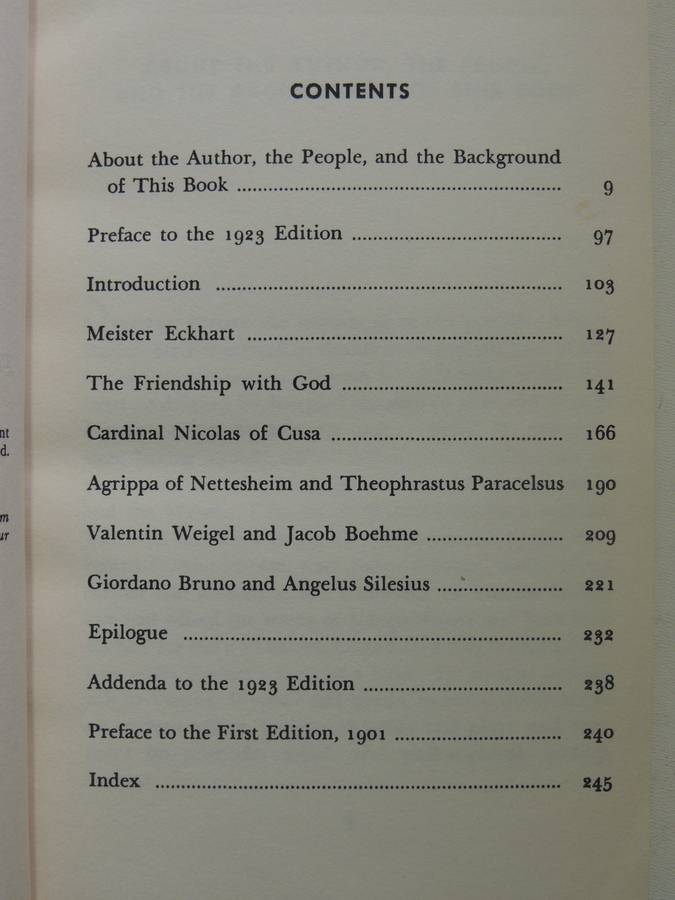 CONTENTS
About the Author, the People, and the Background
of This Book ........................................................ 9
Preface to the 1923 Edition ..................................... 97
Introduction ............................................................ 103
Meister Eckhart ....................................................... 127
The Friendship with God ....................................... 141
Cardinal Nicolas of Cusa ......................................... 166
Agrippa of Nettesheim and Theophrastus Paracelsus 190
Valentin Weigel and Jacob Boehme ........................ 209
Giordano Bruno and Angelus Silesius ...................... 221
Epilogue .................................................................. 232
Addenda to the 1923 Edition ................................... 238
Preface to the First Edition, 1901 ............................. 240
Index ....................................................................... 245
nt
d.
m
ur